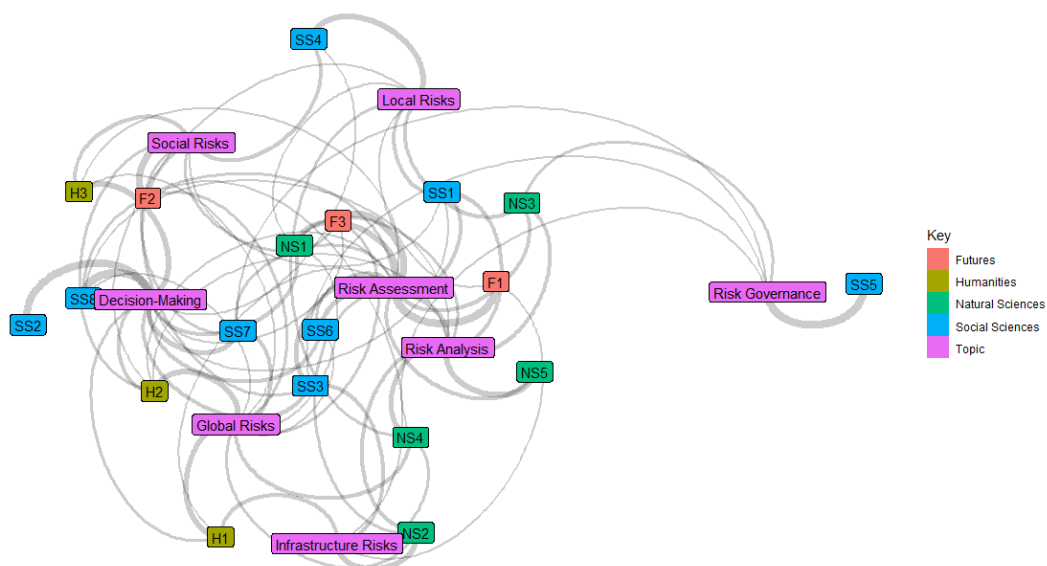 SS4
Local Risks
Social Risks
H3
F2
SS1
NS3
F3
NS1
Key
Futures
Humanities
Natural Sciences
Social Sciences
Topic
SS8
Decision-Making
Risk Assessment
F1
Risk Governance
SS5
SS2
SS7
SS6
Risk Analysis
NS5
H2
SS3
Global Risks
NS4
H1
Infrastructure Risks
NS2